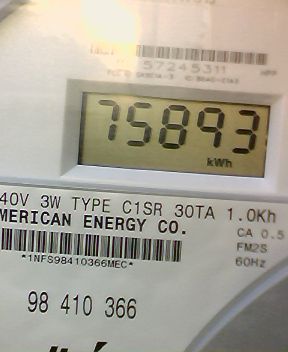 57245311
75893
kWh
40V 3W TYPE C1SR 30TA 1.0Kh
MERICAN ENERGY CO.
CA 0.5
FM2S
*1NFS98410366MEC*
60Hz
98 410 366